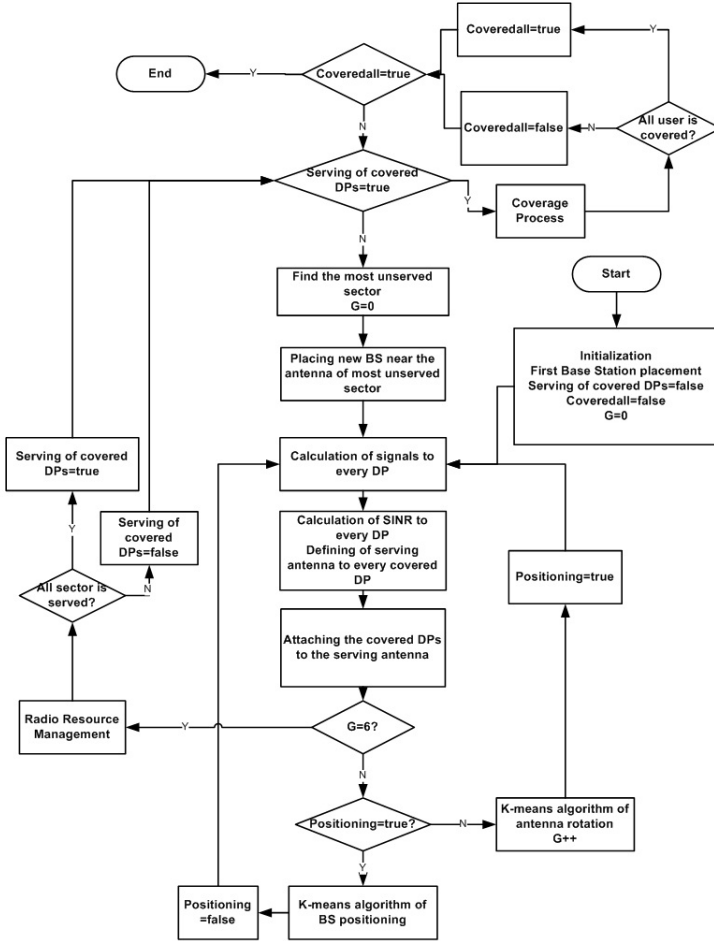 Coveredall=true
Y
End
Y
Coveredall=true
Coveredall=false
N
All user is
covered?
N
Serving of covered
DPs=true
Y
Coverage
Process
N
Find the most unserved
sector
G=0
Start
Placing new BS near the
antenna of most unserved
sector
Initialization
First Base Station placement
Serving of covered DPs=false
Coveredall=false
G=0
Serving of covered
DPs=true
Calculation of signals to
every DP
Y
Serving of
covered
DPs=false
Calculation of SINR to
every DP
Defining of serving
antenna to every covered
DP
Positioning=true
All sector is
served?
N
Attaching the covered DPs
to the serving antenna
Radio Resource
Management
Y
G=6?
N
Positioning=true?
N
K-means algorithm of
antenna rotation
G++
Y
Positioning
=false
K-means algorithm of
BS positioning